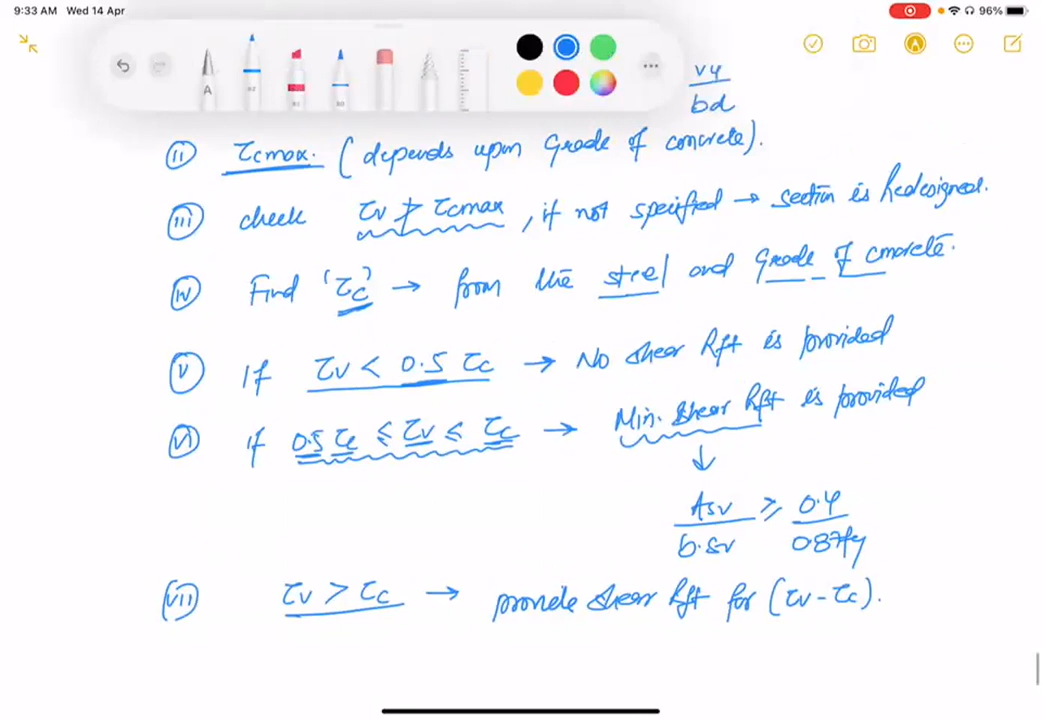 9:33 AM Wed 14 Apr
96%
A
Vu
bd
(ii) τcmax. (depends upon Grade of concrete).
(iii) check τv ≯ τcmax, if not specified → section is Redesigned.
(iv) Find 'τc' → from the steel and Grade of concrete.
(v) If τv < 0.5 τc → No shear Rft is provided
(vi) if 0.5 τc ≤ τv ≤ τc → Min. Shear Rft is provided
↓
Asv/b.sv ≥ 0.4/0.87fy
(vii) τv > τc → provide shear Rft for (τv - τc).